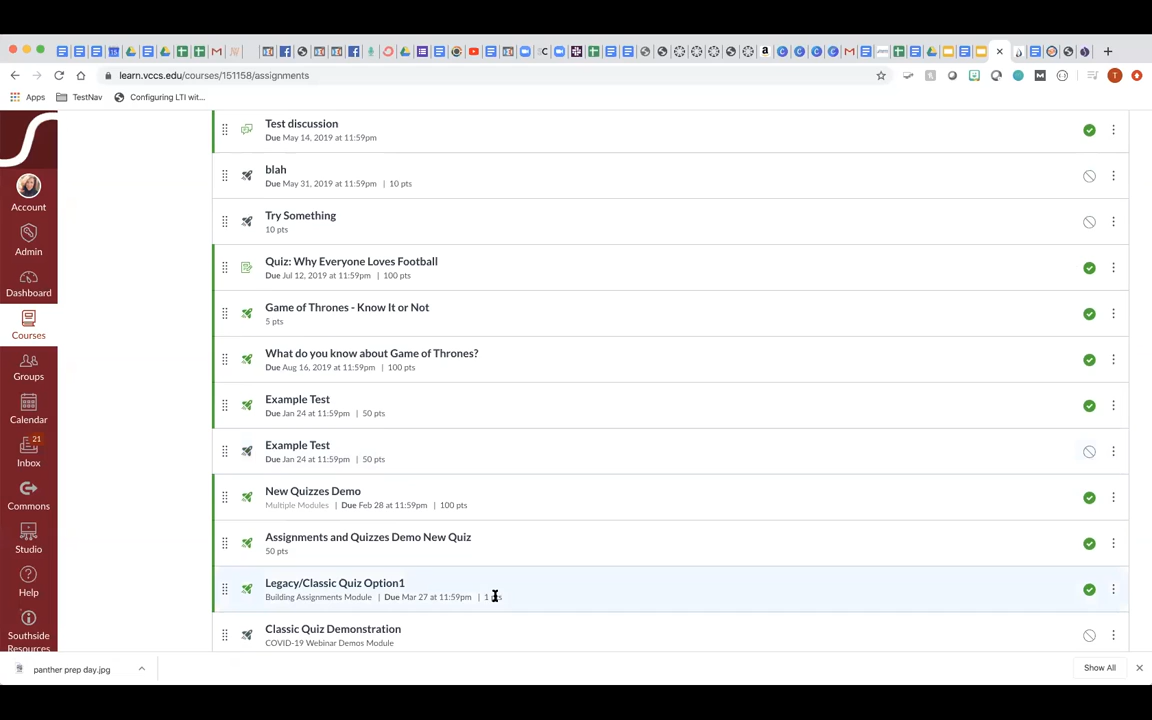 learn.vccs.edu/courses/151158/assignments
T
Apps
TestNav
Configuring LTI wit...
Account
Admin
Dashboard
Courses
Groups
Calendar
21
Inbox
Commons
Studio
Help
Southside
Resources
Test discussion
Due May 14, 2019 at 11:59pm
blah
Due May 31, 2019 at 11:59pm | 10 pts
Try Something
10 pts
Quiz: Why Everyone Loves Football
Due Jul 12, 2019 at 11:59pm | 100 pts
Game of Thrones - Know It or Not
5 pts
What do you know about Game of Thrones?
Due Aug 16, 2019 at 11:59pm | 100 pts
Example Test
Due Jan 24 at 11:59pm | 50 pts
Example Test
Due Jan 24 at 11:59pm | 50 pts
New Quizzes Demo
Multiple Modules | Due Feb 28 at 11:59pm | 100 pts
Assignments and Quizzes Demo New Quiz
50 pts
Legacy/Classic Quiz Option1
Building Assignments Module | Due Mar 27 at 11:59pm | 1
Classic Quiz Demonstration
COVID-19 Webinar Demos Module
panther prep day.jpg
Show All